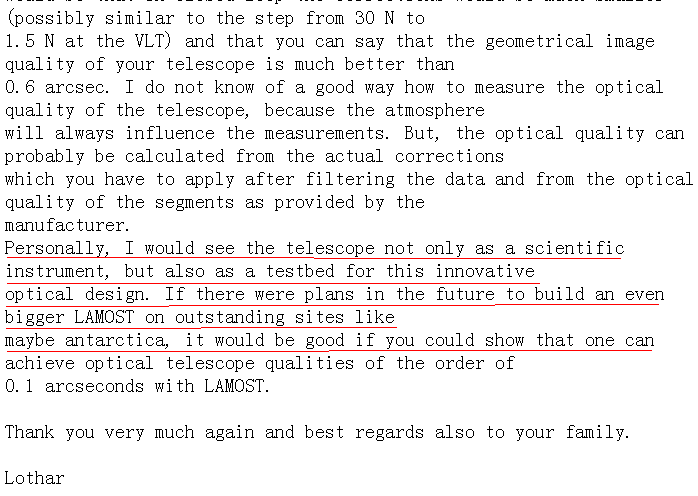 (possibly similar to the step from 30 N to
1.5 N at the VLT) and that you can say that the geometrical image
quality of your telescope is much better than
0.6 arcsec. I do not know of a good way how to measure the optical
quality of the telescope, because the atmosphere
will always influence the measurements. But, the optical quality can
probably be calculated from the actual corrections
which you have to apply after filtering the data and from the optical
quality of the segments as provided by the
manufacturer.
Personally, I would see the telescope not only as a scientific
instrument, but also as a testbed for this innovative
optical design. If there were plans in the future to build an even
bigger LAMOST on outstanding sites like
maybe antarctica, it would be good if you could show that one can
achieve optical telescope qualities of the order of
0.1 arcseconds with LAMOST.
Thank you very much again and best regards also to your family.
Lothar